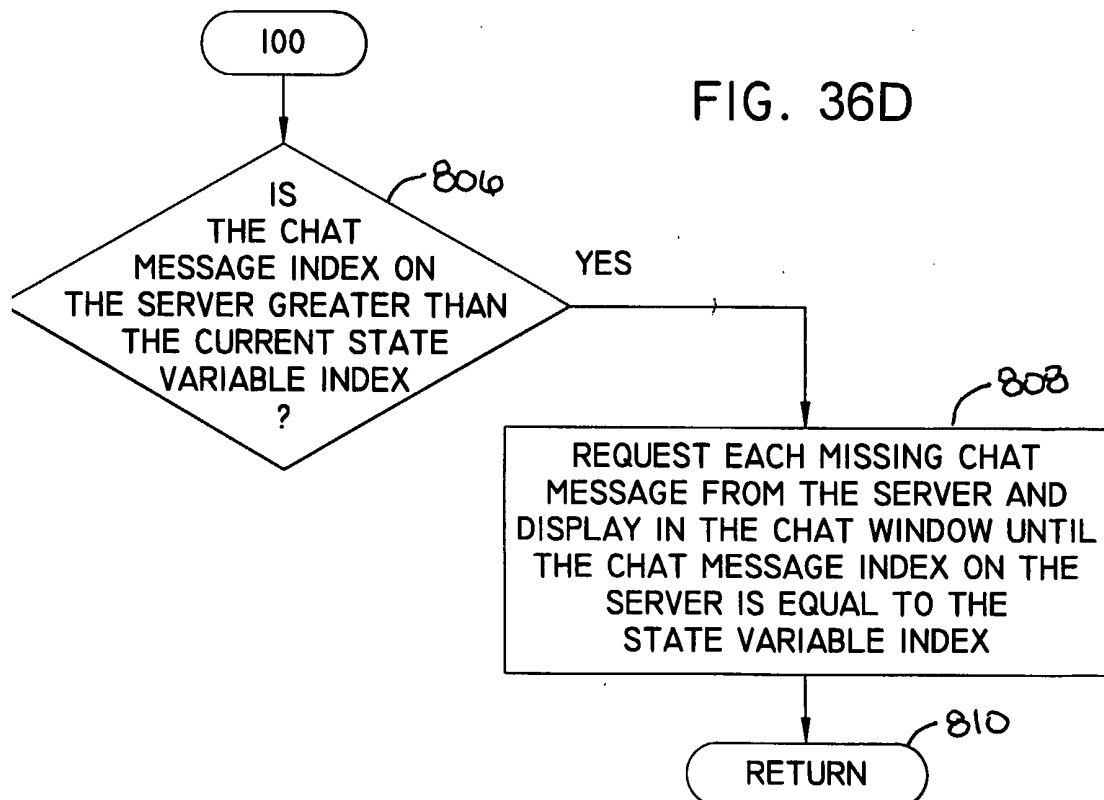 100
FIG. 36D
806
IS
THE CHAT
MESSAGE INDEX ON
THE SERVER GREATER THAN
THE CURRENT STATE
VARIABLE INDEX
?
YES
808
REQUEST EACH MISSING CHAT
MESSAGE FROM THE SERVER AND
DISPLAY IN THE CHAT WINDOW UNTIL
THE CHAT MESSAGE INDEX ON THE
SERVER IS EQUAL TO THE
STATE VARIABLE INDEX
810
RETURN